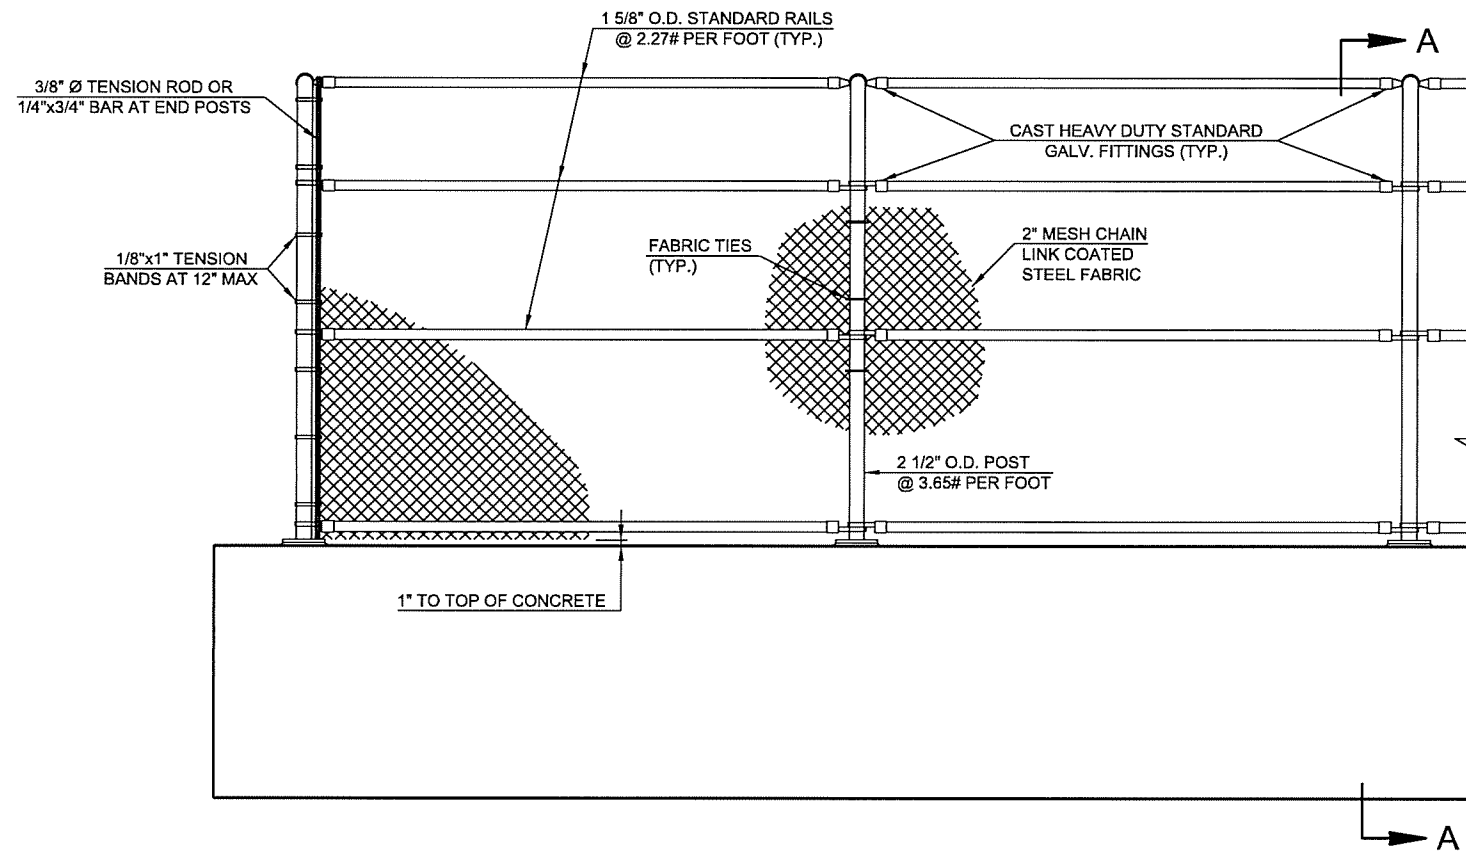 1 5/8" O.D. STANDARD RAILS
@ 2.27# PER FOOT (TYP.)
A
3/8" Ø TENSION ROD OR
1/4"x3/4" BAR AT END POSTS
CAST HEAVY DUTY STANDARD
GALV. FITTINGS (TYP.)
1/8"x1" TENSION
BANDS AT 12" MAX
FABRIC TIES
(TYP.)
2" MESH CHAIN
LINK COATED
STEEL FABRIC
2 1/2" O.D. POST
@ 3.65# PER FOOT
1" TO TOP OF CONCRETE
A